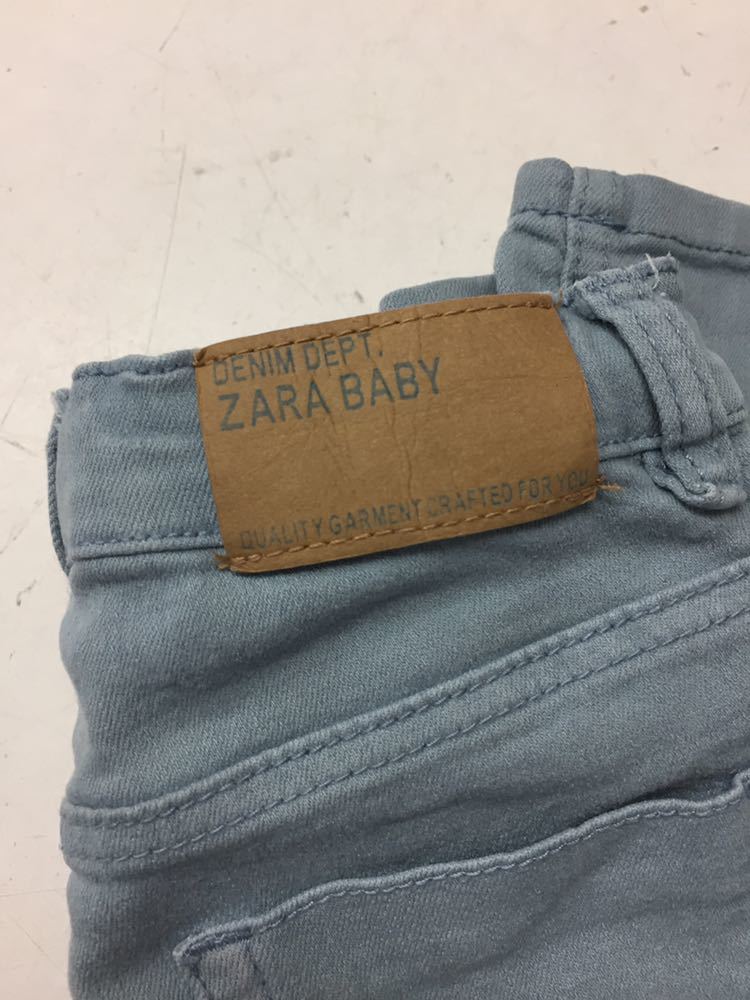 DENIM DEPT.
ZARA BABY
QUALITY GARMENT CRAFTED FOR YOU